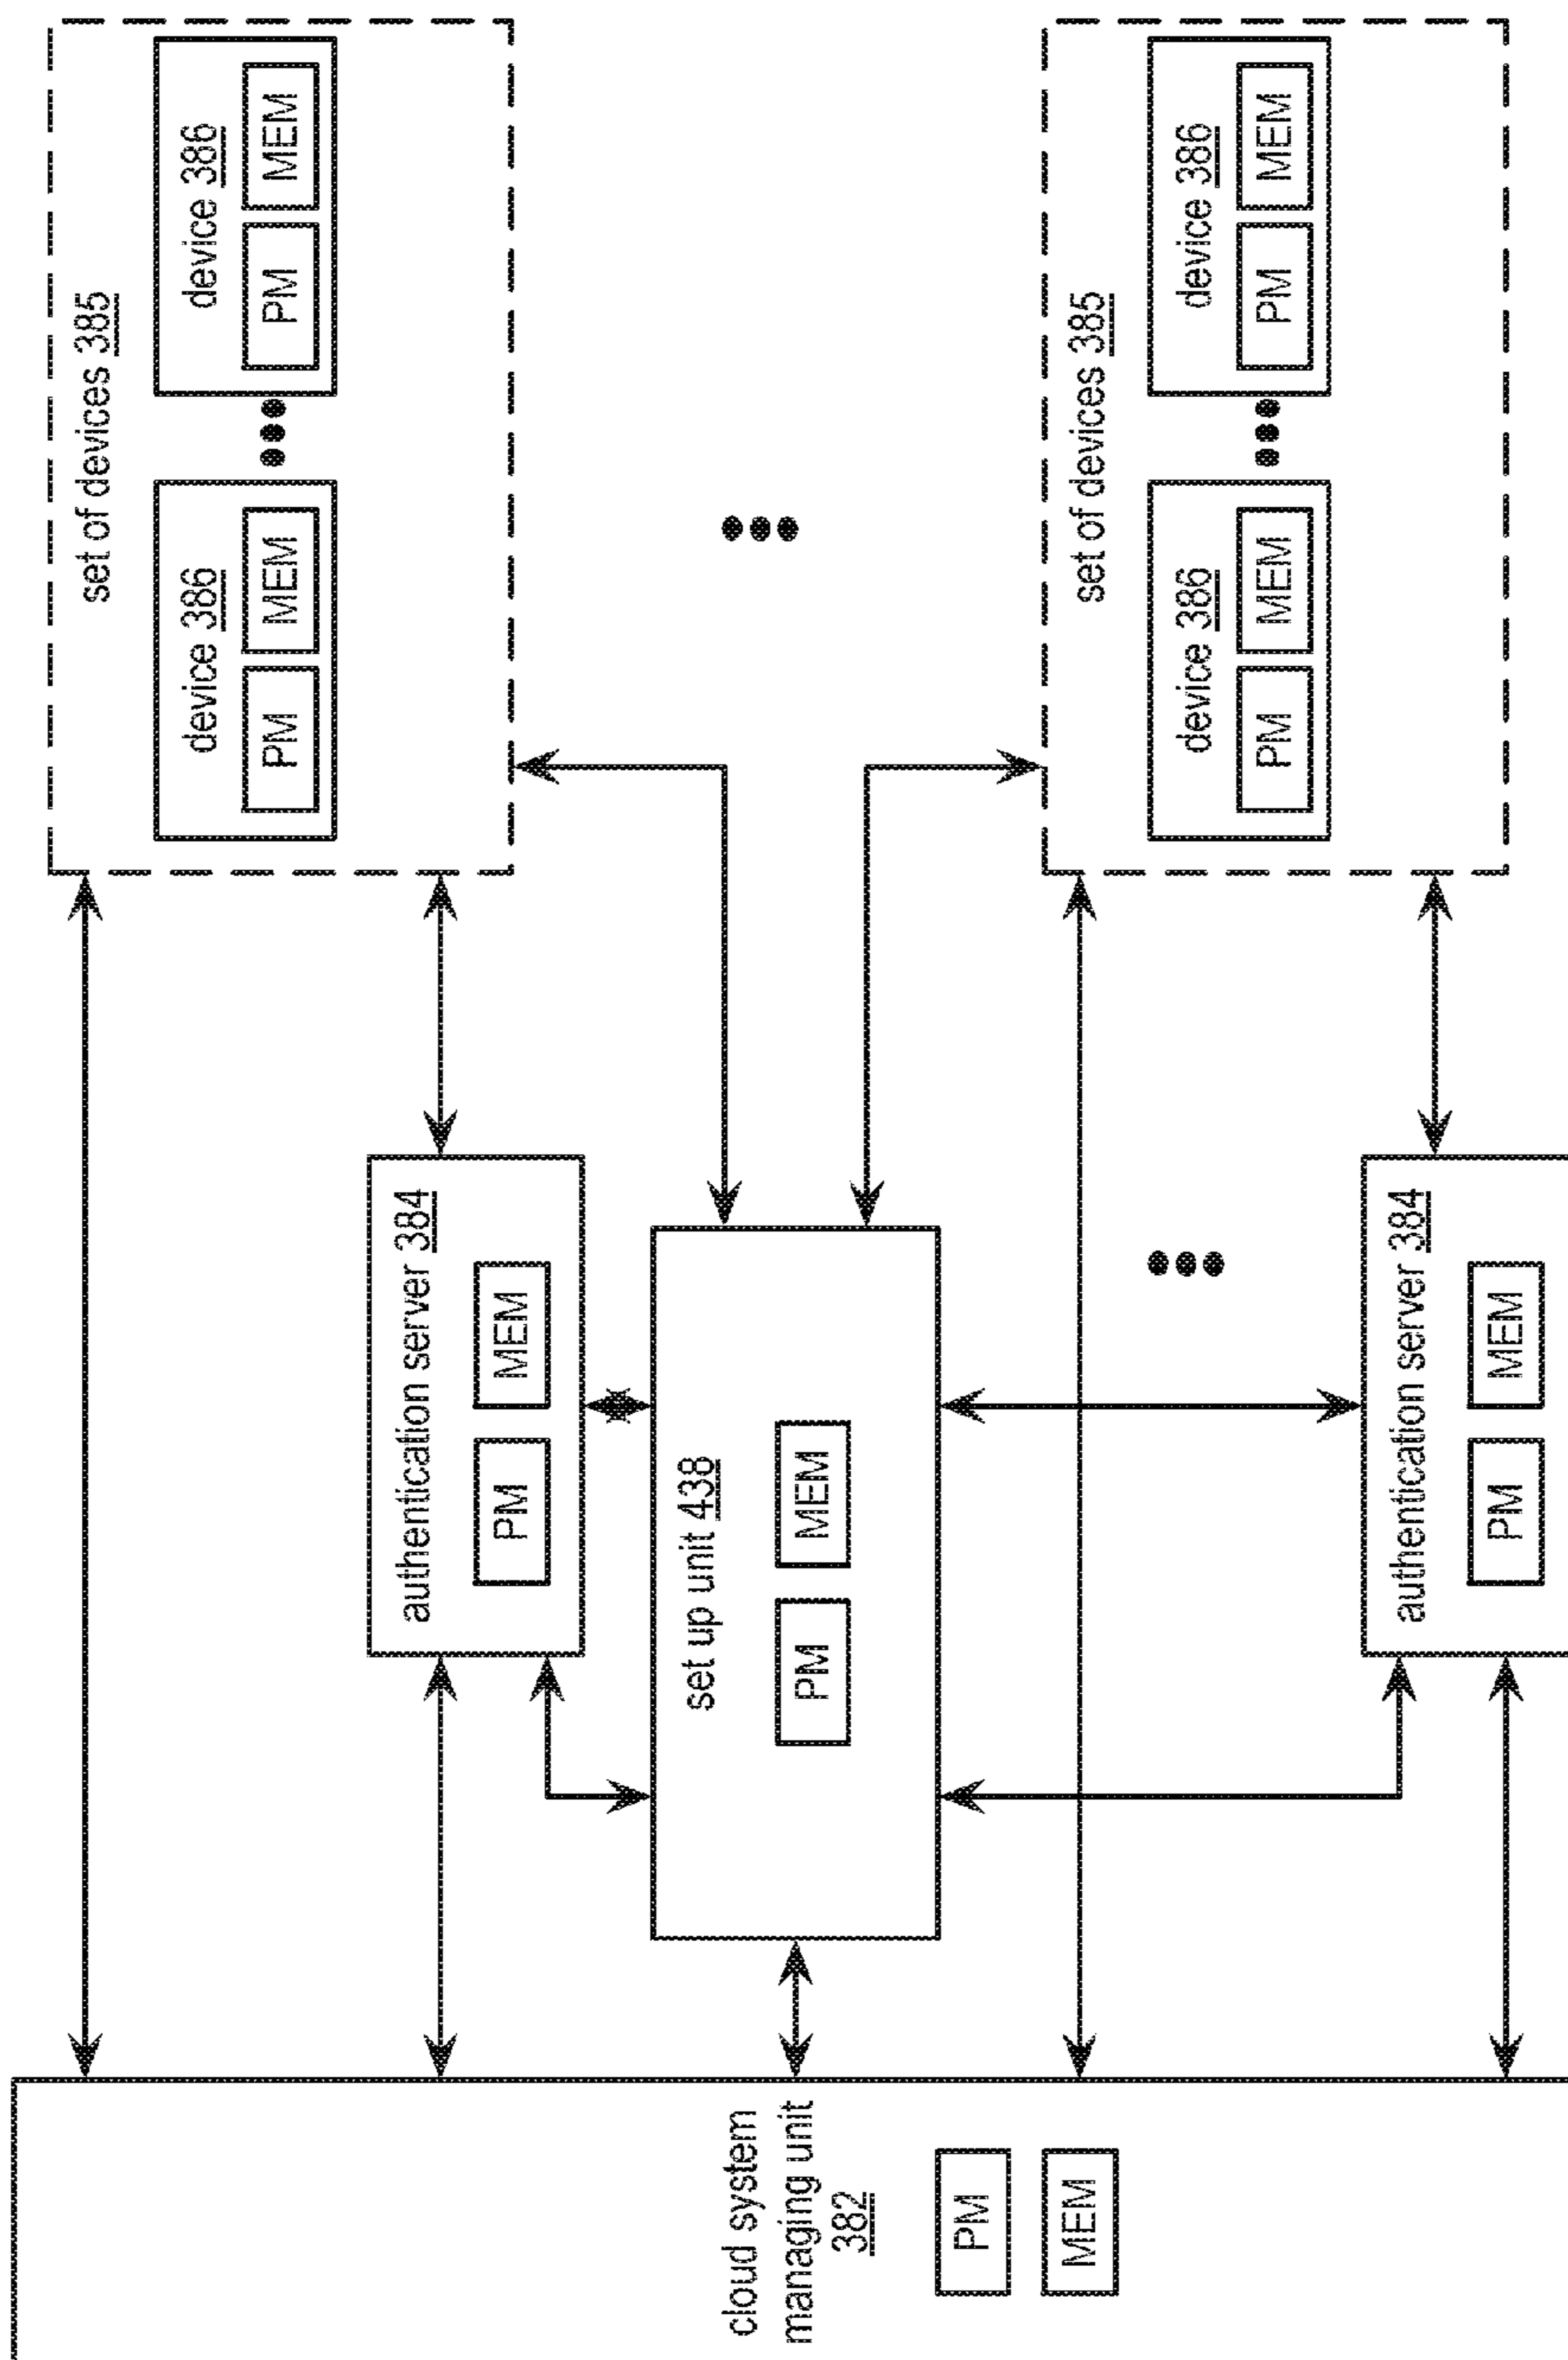 cloud system
managing unit
382
PM
MEM
authentication server 384
PM MEM
set up unit 438
PM MEM
authentication server 384
PM MEM
set of devices 385
device 386
PM MEM
device 386
PM MEM
set of devices 385
device 386
PM MEM
device 386
PM MEM